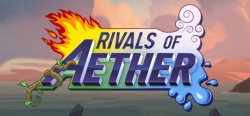 RIVALS OF
AETHER